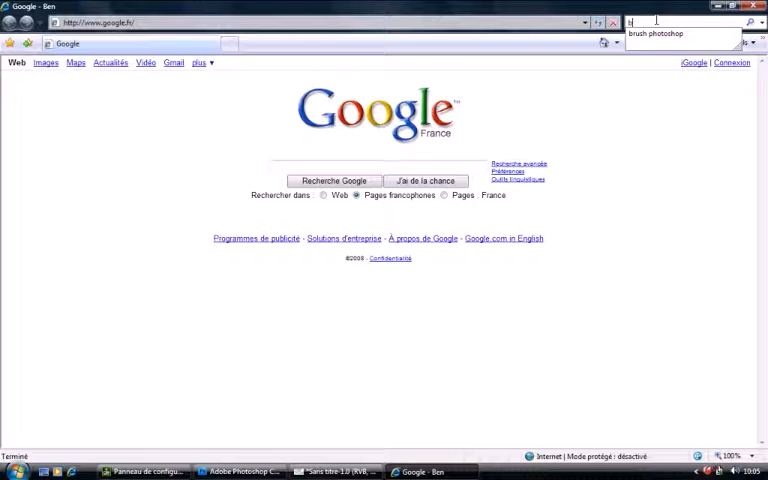 Google - Ben
http://www.google.fr/
b
brush photoshop
Google
Web Images Maps Actualités Vidéo Gmail plus ▼
iGoogle | Connexion
Google™
France
Recherche avancée
Préférences
Outils linguistiques
Recherche Google
J'ai de la chance
Rechercher dans : Web Pages francophones Pages : France
Programmes de publicité - Solutions d'entreprise - À propos de Google - Google.com in English
©2008 - Confidentialité
Terminé
Internet | Mode protégé : désactivé
100%
Panneau de configu...
Adobe Photoshop C...
*Sans titre-1.0 (RVB, ...
Google - Ben
10:05